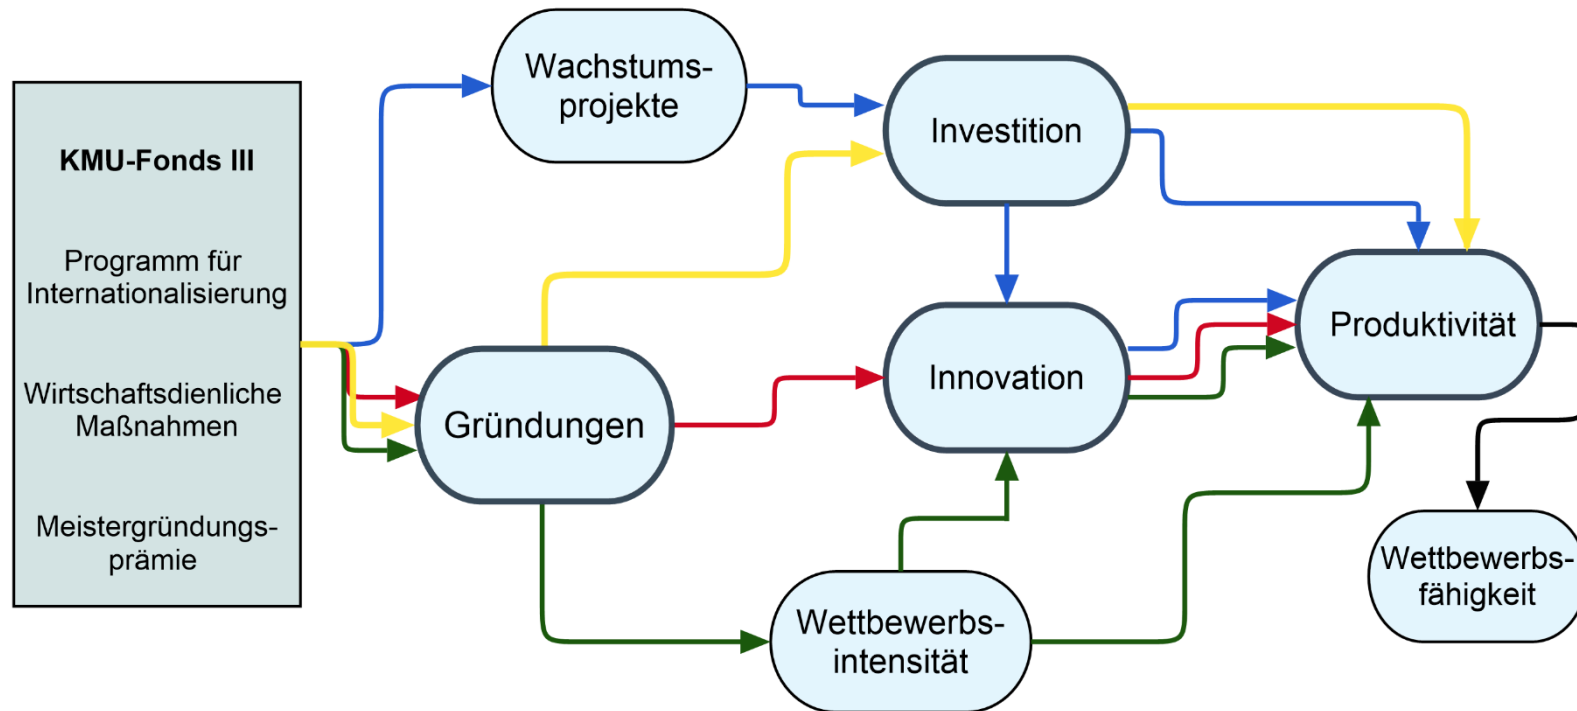 KMU-Fonds III
Programm für
Internationalisierung
Wirtschaftsdienliche
Maßnahmen
Meistergründungs-
prämie
Wachstums-
projekte
Gründungen
Investition
Innovation
Wettbewerbs-
intensität
Produktivität
Wettbewerbs-
fähigkeit